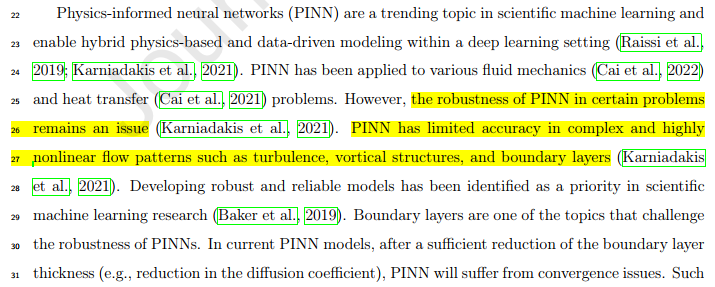 22 Physics-informed neural networks (PINN) are a trending topic in scientific machine learning and
23 enable hybrid physics-based and data-driven modeling within a deep learning setting (Raissi et al.,
24 2019; Karniadakis et al., 2021). PINN has been applied to various fluid mechanics (Cai et al., 2022)
25 and heat transfer (Cai et al., 2021) problems. However, the robustness of PINN in certain problems
26 remains an issue (Karniadakis et al., 2021). PINN has limited accuracy in complex and highly
27 nonlinear flow patterns such as turbulence, vortical structures, and boundary layers (Karniadakis
28 et al., 2021). Developing robust and reliable models has been identified as a priority in scientific
29 machine learning research (Baker et al., 2019). Boundary layers are one of the topics that challenge
30 the robustness of PINNs. In current PINN models, after a sufficient reduction of the boundary layer
31 thickness (e.g., reduction in the diffusion coefficient), PINN will suffer from convergence issues. Such